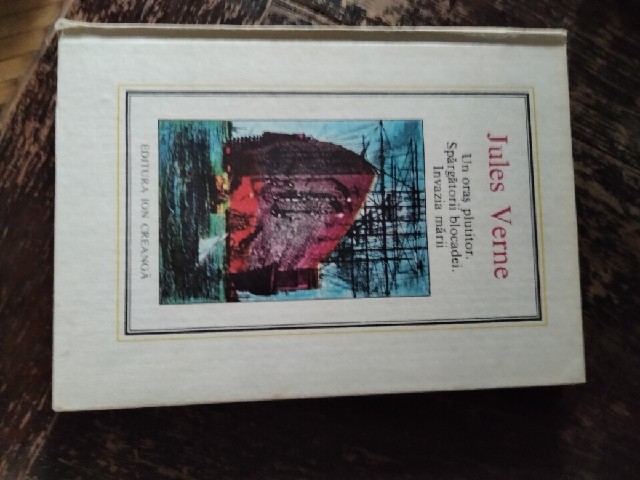 Jules Verne
Un oraş plutitor.
Spărgătorii blocadei.
Invazia mării
EDITURA ION CREANGĂ